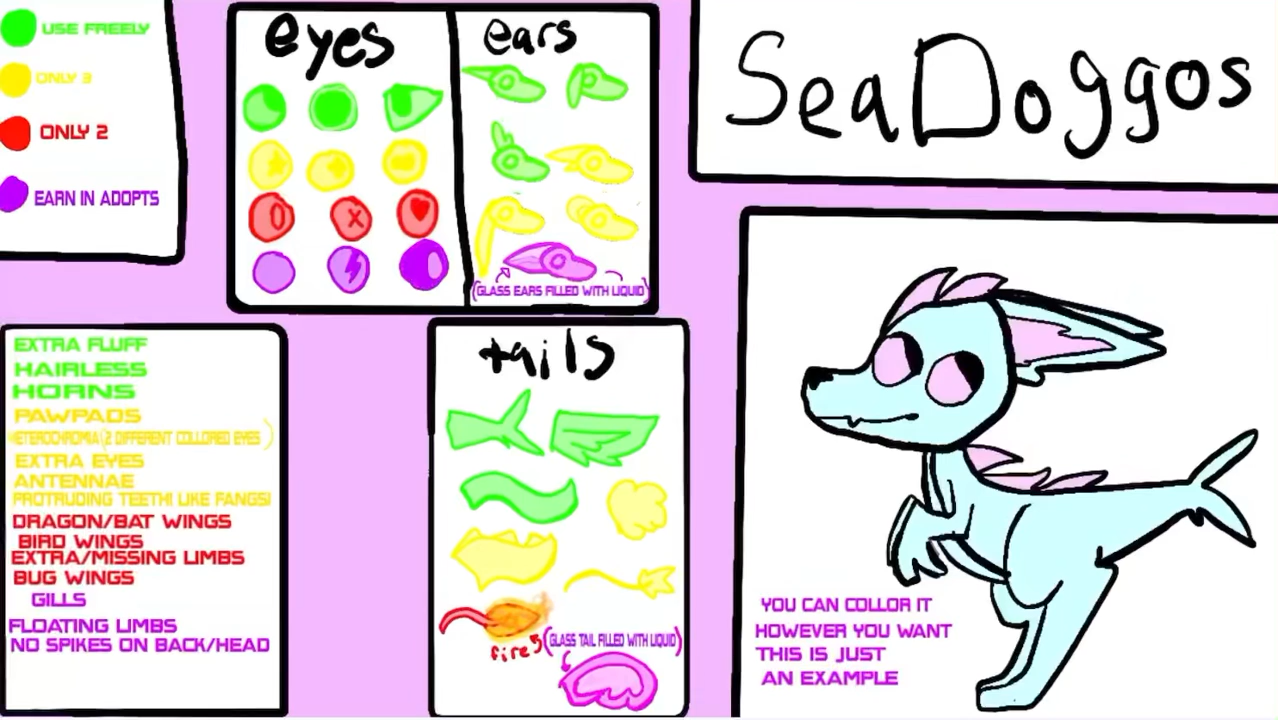 USE FREELY
ONLY 3
ONLY 2
EARN IN ADOPTS
eyes
ears
(GLASS EARS FILLED WITH LIQUID)
SeaDoggos
EXTRA FLUFF
HAIRLESS
HORNS
PAWPADS
HETEROCHROMIA(2 DIFFERENT COLLORED EYES)
EXTRA EYES
ANTENNAE
PROTRUDING TEETH( LIKE FANGS)
DRAGON/BAT WINGS
BIRD WINGS
EXTRA/MISSING LIMBS
BUG WINGS
GILLS
FLOATING LIMBS
NO SPIKES ON BACK/HEAD
tails
fire
(GLASS TAIL FILLED WITH LIQUID)
YOU CAN COLLOR IT
HOWEVER YOU WANT
THIS IS JUST
AN EXAMPLE